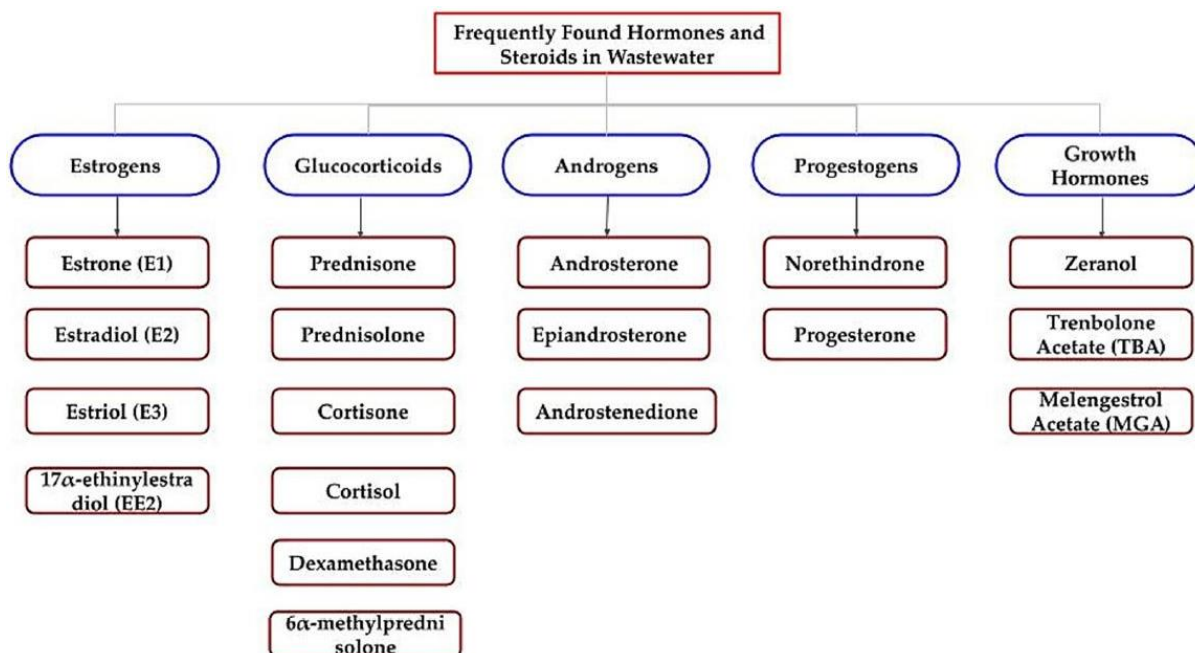 Frequently Found Hormones and
Steroids in Wastewater
Estrogens
Glucocorticoids
Androgens
Progestogens
Growth
Hormones
Estrone (E1)
Prednisone
Androsterone
Norethindrone
Zeranol
Estradiol (E2)
Prednisolone
Epiandrosterone
Progesterone
Trenbolone
Acetate (TBA)
Estriol (E3)
Cortisone
Androstenedione
Melengestrol
Acetate (MGA)
17α-ethinylestra
diol (EE2)
Cortisol
Dexamethasone
6α-methylpredni
solone